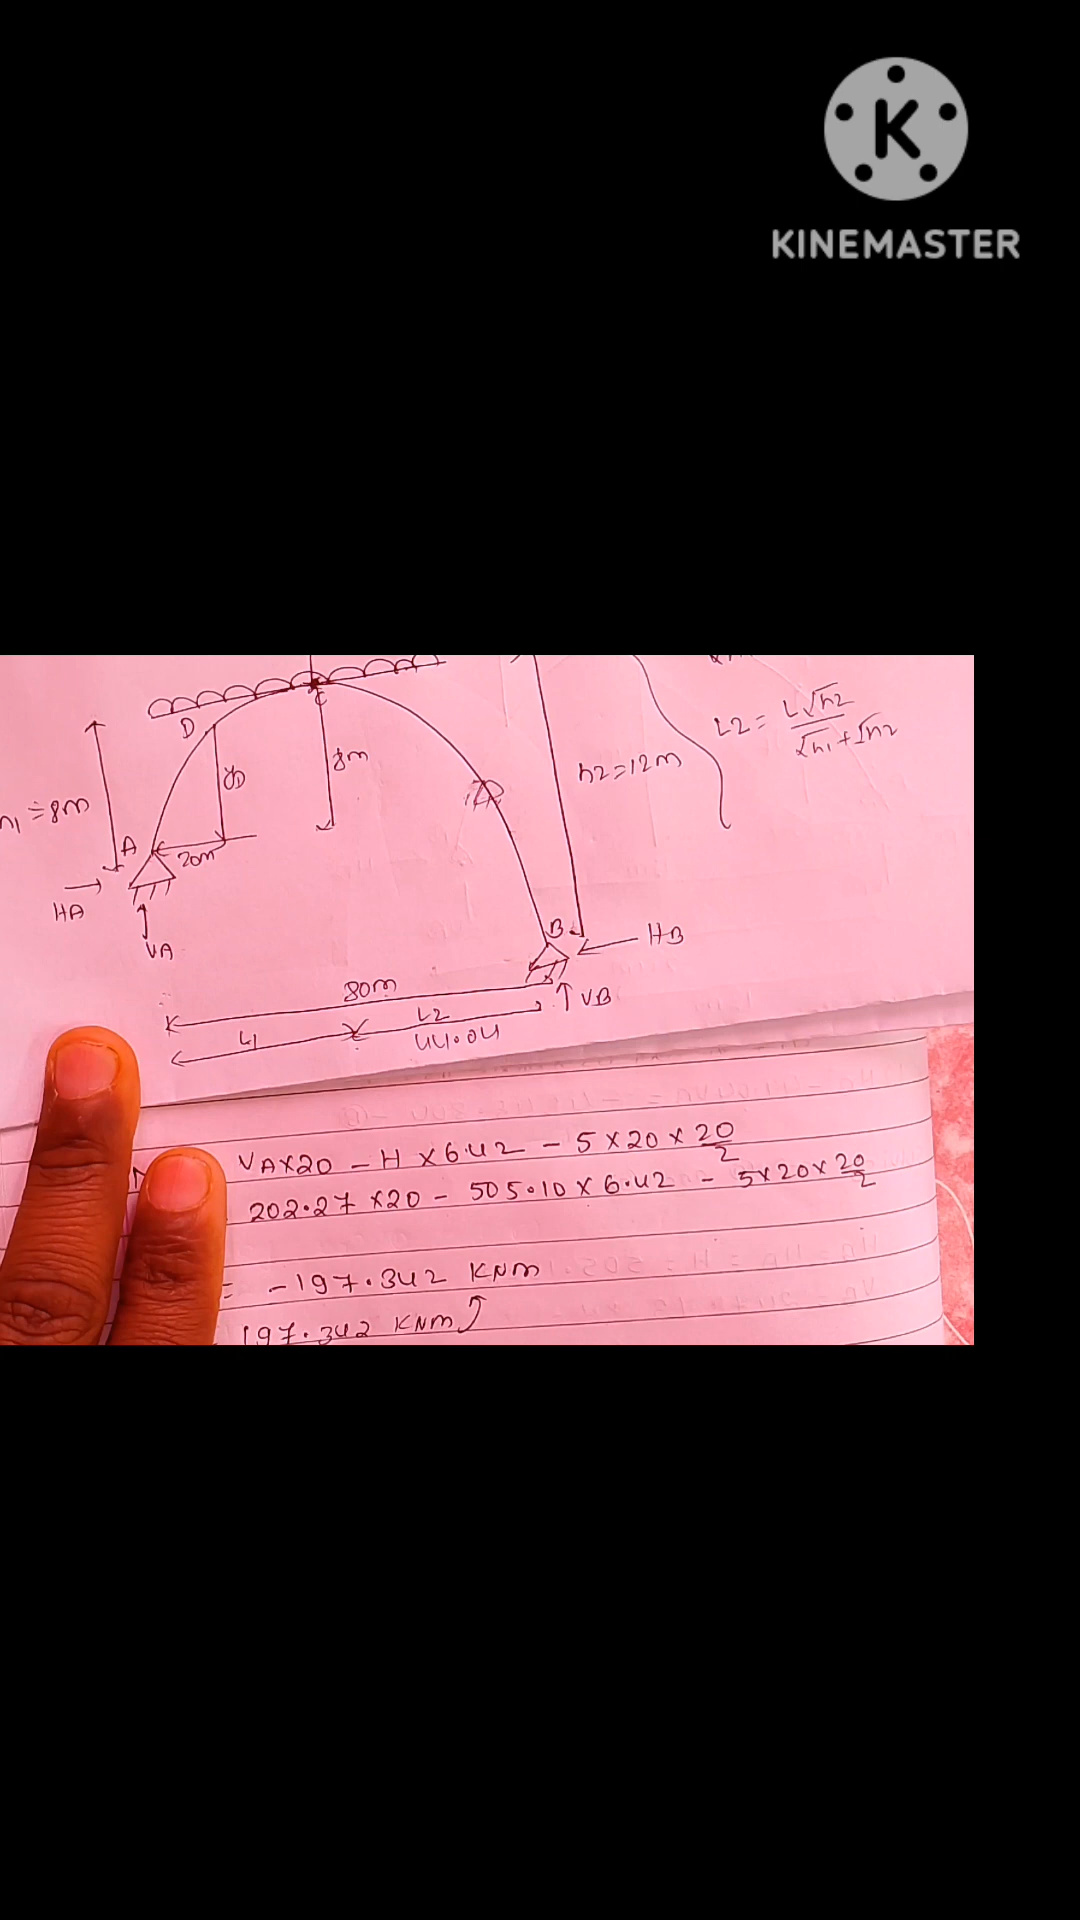 K
KINEMASTER
C
D
L2 = L√h2 / √h1 + √h2
8m
yD
h2=12m
h1 = 8m
A
20m
HA
VA
B
HB
80m
VB
L1
L2
44.04
VA×20 - H × 6.42 - 5 × 20 × 20/2
202.27 × 20 - 505.10 × 6.42 - 5×20× 20/2
= -197.342 KNm
197.342 KNm